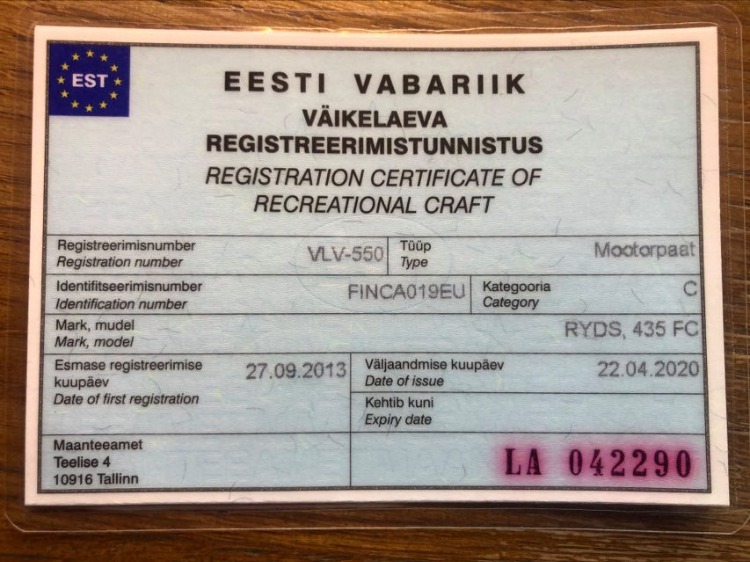 EST
EESTI VABARIIK
VÄIKELAEVA
REGISTREERIMISTUNNISTUS
REGISTRATION CERTIFICATE OF
RECREATIONAL CRAFT
Registreerimisnumber
Registration number
VLV-550
Tüüp
Type
Mootorpaat
Identifitseerimisnumber
Identification number
FINCA019EU
Kategooria
Category
C
Mark, mudel
Mark, model
RYDS, 435 FC
Esmase registreerimise
kuupäev
Date of first registration
27.09.2013
Väljaandmise kuupäev
Date of issue
22.04.2020
Kehtib kuni
Expiry date
Maanteeamet
Teelise 4
10916 Tallinn
LA 042290